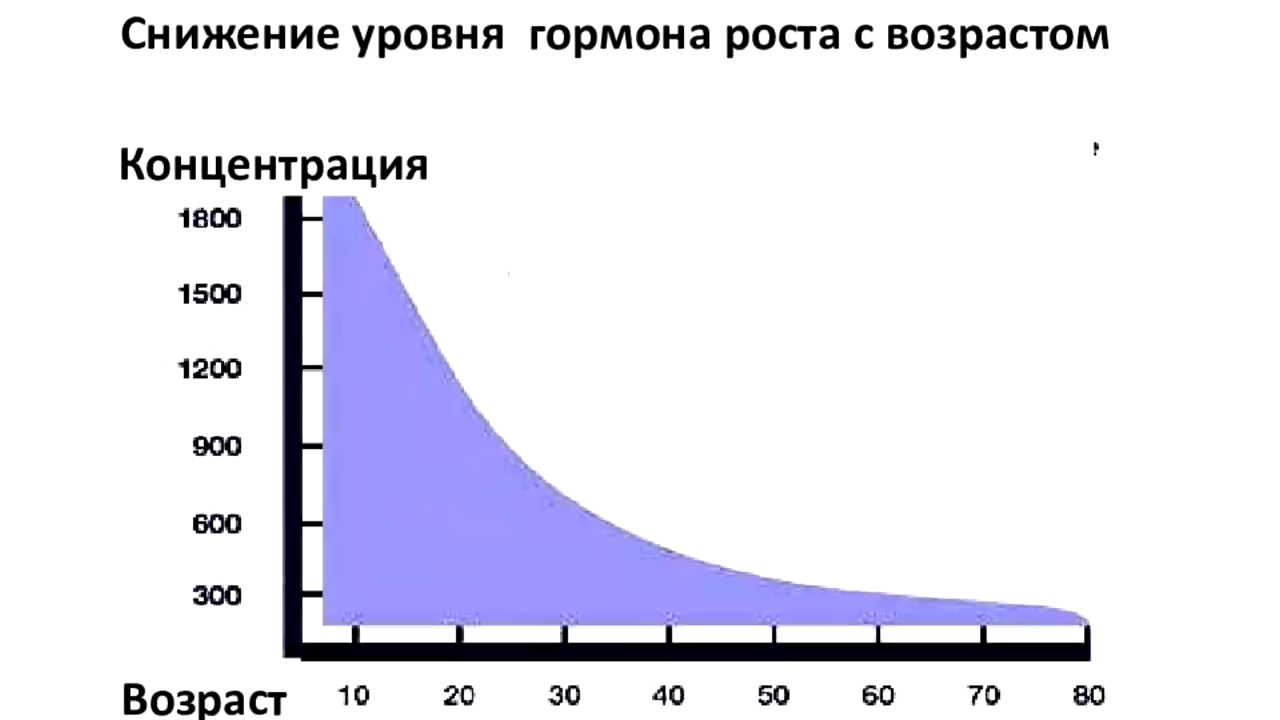 Снижение уровня гормона роста с возрастом
Концентрация
1800
1500
1200
900
600
300
Возраст 10 20 30 40 50 60 70 80